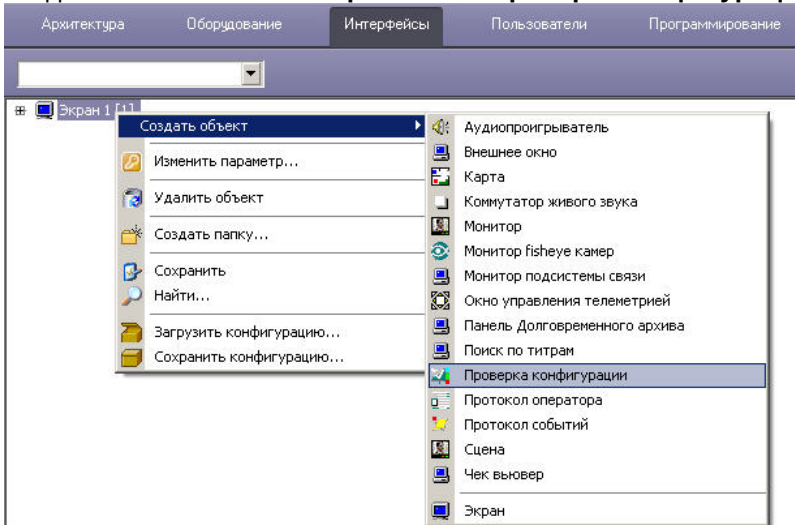 Архитектура Оборудование Интерфейсы Пользователи Программирование
Экран 1 [1]
Создать объект
Изменить параметр...
Удалить объект
Создать папку...
Сохранить
Найти...
Загрузить конфигурацию...
Сохранить конфигурацию...
Аудиопроигрыватель
Внешнее окно
Карта
Коммутатор живого звука
Монитор
Монитор fisheye камер
Монитор подсистемы связи
Окно управления телеметрией
Панель Долговременного архива
Поиск по титрам
Проверка конфигурации
Протокол оператора
Протокол событий
Сцена
Чек вьювер
Экран